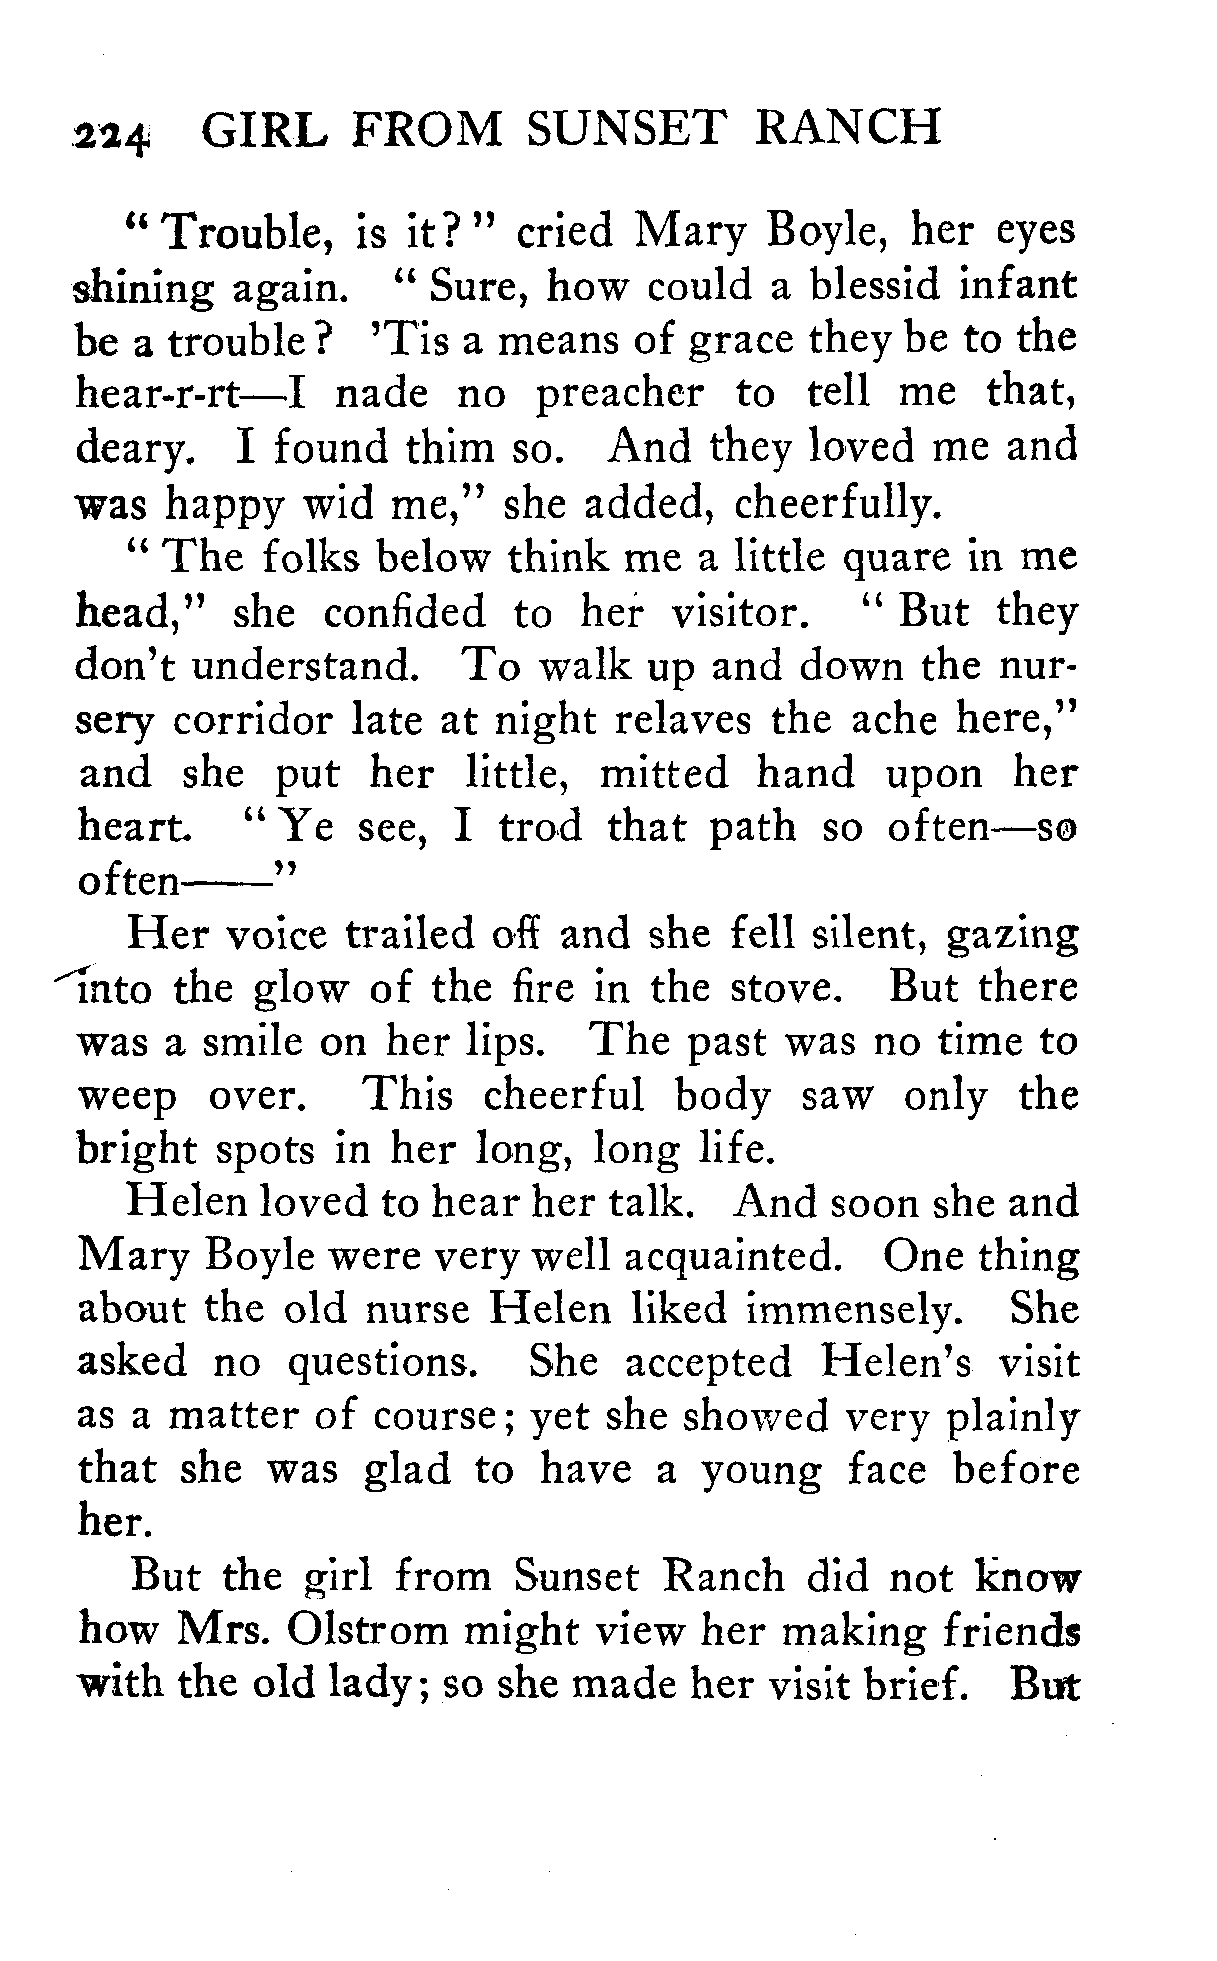 224 GIRL FROM SUNSET RANCH
“ Trouble, is it? ” cried Mary Boyle, her eyes
shining again. “ Sure, how could a blessid infant
be a trouble? ’Tis a means of grace they be to the
hear-r-rt—I nade no preacher to tell me that,
deary. I found thim so. And they loved me and
was happy wid me,” she added, cheerfully.
“ The folks below think me a little quare in me
head,” she confided to her visitor. “ But they
don’t understand. To walk up and down the nur-
sery corridor late at night relaves the ache here,”
and she put her little, mitted hand upon her
heart. “ Ye see, I trod that path so often—so
often——”
Her voice trailed off and she fell silent, gazing
into the glow of the fire in the stove. But there
was a smile on her lips. The past was no time to
weep over. This cheerful body saw only the
bright spots in her long, long life.
Helen loved to hear her talk. And soon she and
Mary Boyle were very well acquainted. One thing
about the old nurse Helen liked immensely. She
asked no questions. She accepted Helen’s visit
as a matter of course; yet she showed very plainly
that she was glad to have a young face before
her.
But the girl from Sunset Ranch did not know
how Mrs. Olstrom might view her making friends
with the old lady; so she made her visit brief. But